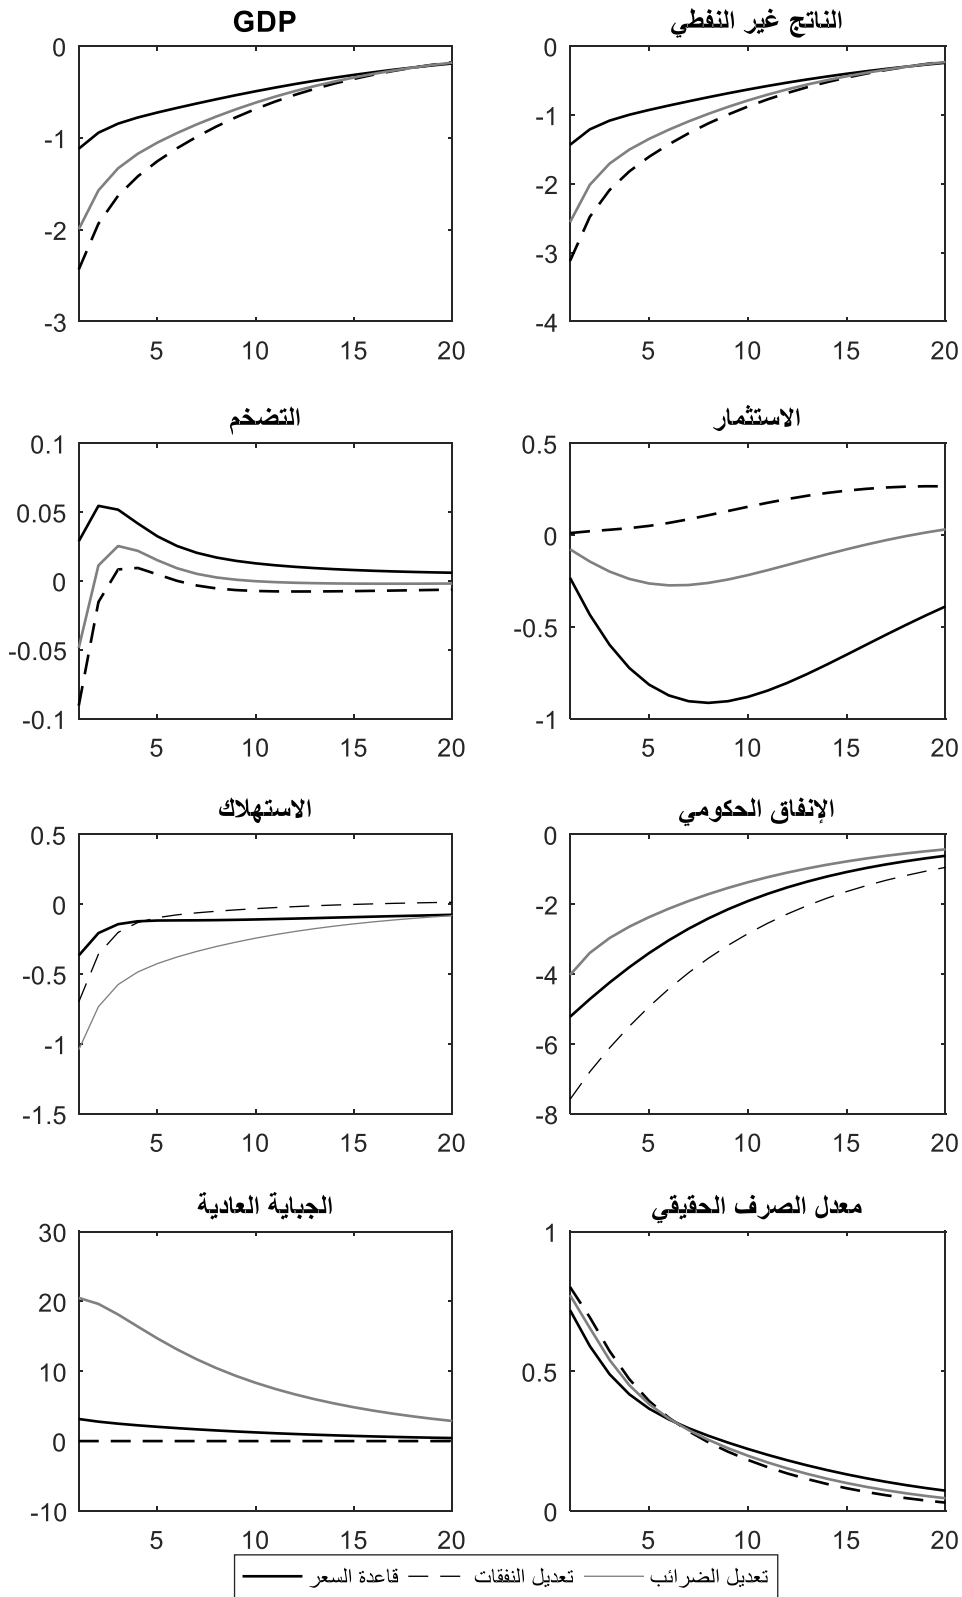 GDP
0
-1
-2
-3
5 10 15 20
الناتج غير النفطي
0
-1
-2
-3
-4
5 10 15 20
التضخم
0.1
0.05
0
-0.05
-0.1
5 10 15 20
الاستثمار
0.5
0
-0.5
-1
5 10 15 20
الاستهلاك
0.5
0
-0.5
-1
-1.5
5 10 15 20
الإنفاق الحكومي
0
-2
-4
-6
-8
5 10 15 20
الجباية العادية
30
20
10
0
-10
5 10 15 20
معدل الصرف الحقيقي
1
0.5
0
5 10 15 20
قاعدة السعر تعديل النفقات تعديل الضرائب